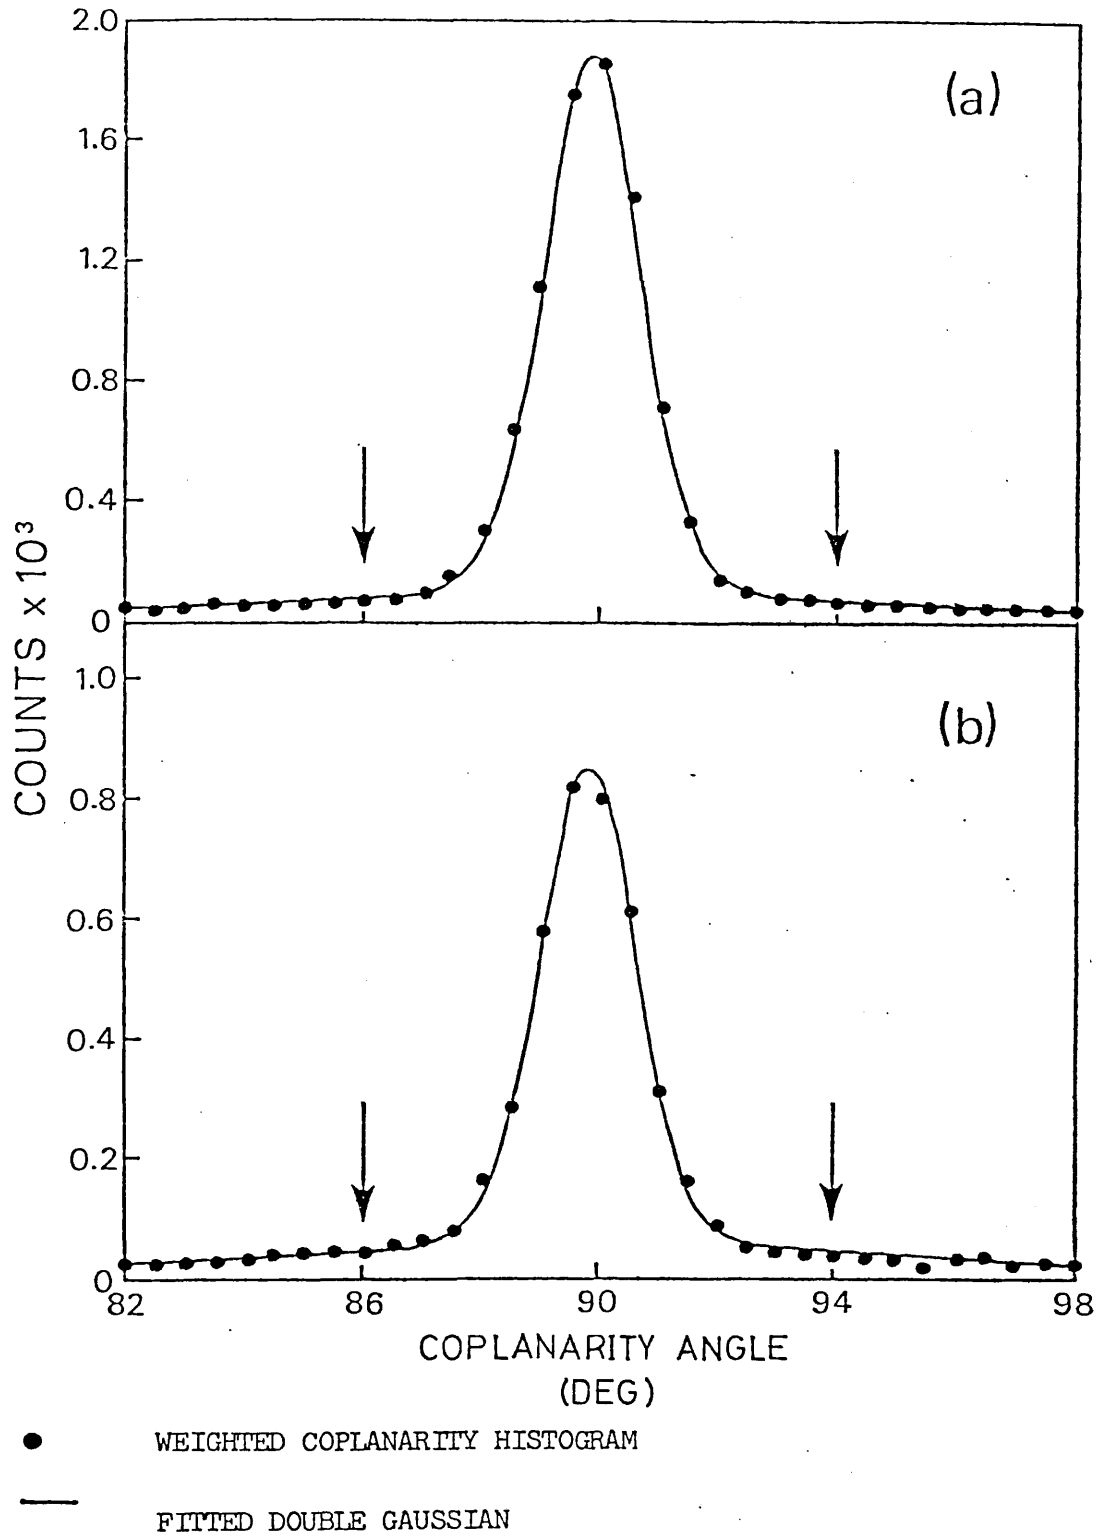 2.0
1.6
1.2
0.8
0.4
0
(a)
COUNTS x 10³
1.0
0.8
0.6
0.4
0.2
0
(b)
82 86 90 94 98
COPLANARITY ANGLE
(DEG)
WEIGHTED COPLANARITY HISTOGRAM
FITTED DOUBLE GAUSSIAN